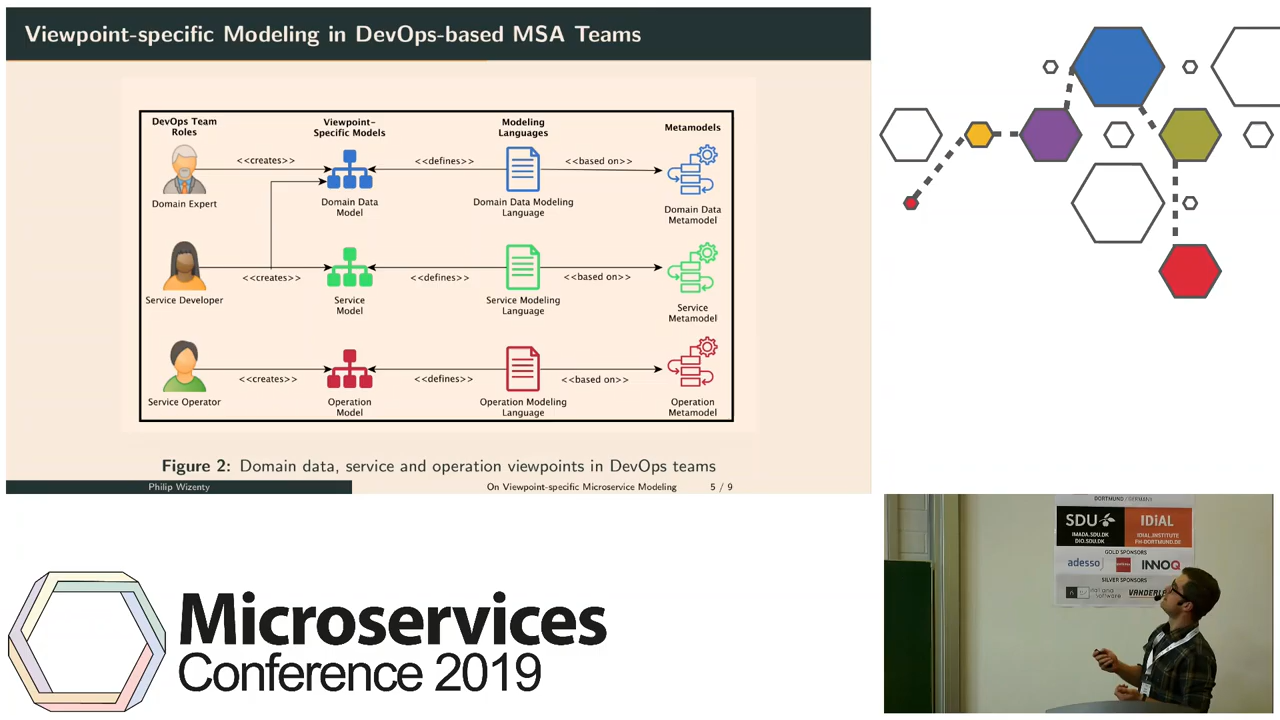 Viewpoint-specific Modeling in DevOps-based MSA Teams
DevOps Team
Roles
Viewpoint-
Specific Models
Modeling
Languages
Metamodels
<<creates>>
<<defines>>
<<based on>>
Domain Expert
Domain Data
Model
Domain Data Modeling
Language
Domain Data
Metamodel
<<creates>>
<<defines>>
<<based on>>
Service Developer
Service
Model
Service Modeling
Language
Service
Metamodel
<<creates>>
<<defines>>
<<based on>>
Service Operator
Operation
Model
Operation Modeling
Language
Operation
Metamodel
Figure 2: Domain data, service and operation viewpoints in DevOps teams
Philip Wizenty
On Viewpoint-specific Microservice Modeling
5 / 9
Microservices
Conference 2019
DORTMUND / GERMANY
SDU
IDiAL
IMADA.SDU.DK
DIO.SDU.DK
IDIAL.INSTITUTE
FH-DORTMUND.DE
GOLD SPONSORS
adesso
INNOQ
SILVER SPONSORS